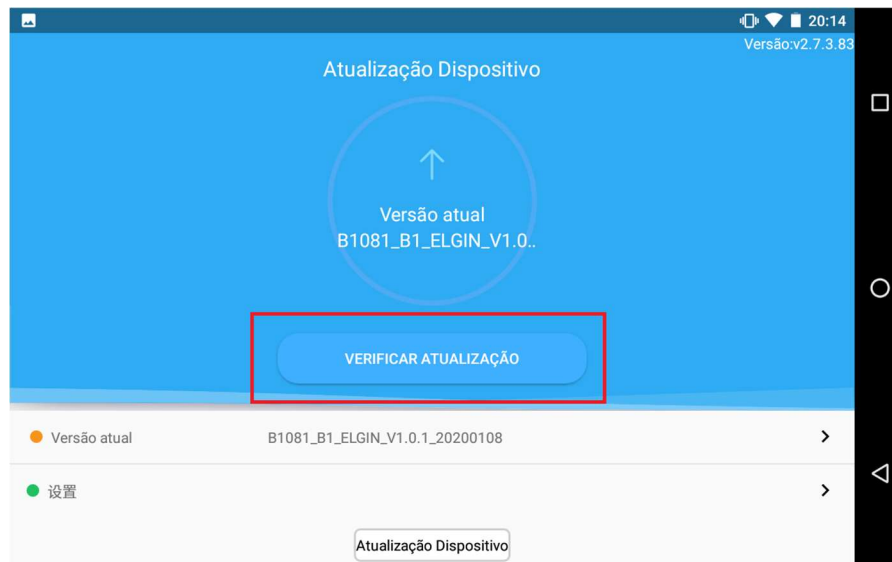 20:14
Versão:v2.7.3.83
Atualização Dispositivo
Versão atual
B1081_B1_ELGIN_V1.0..
VERIFICAR ATUALIZAÇÃO
Versão atual B1081_B1_ELGIN_V1.0.1_20200108
设置
Atualização Dispositivo